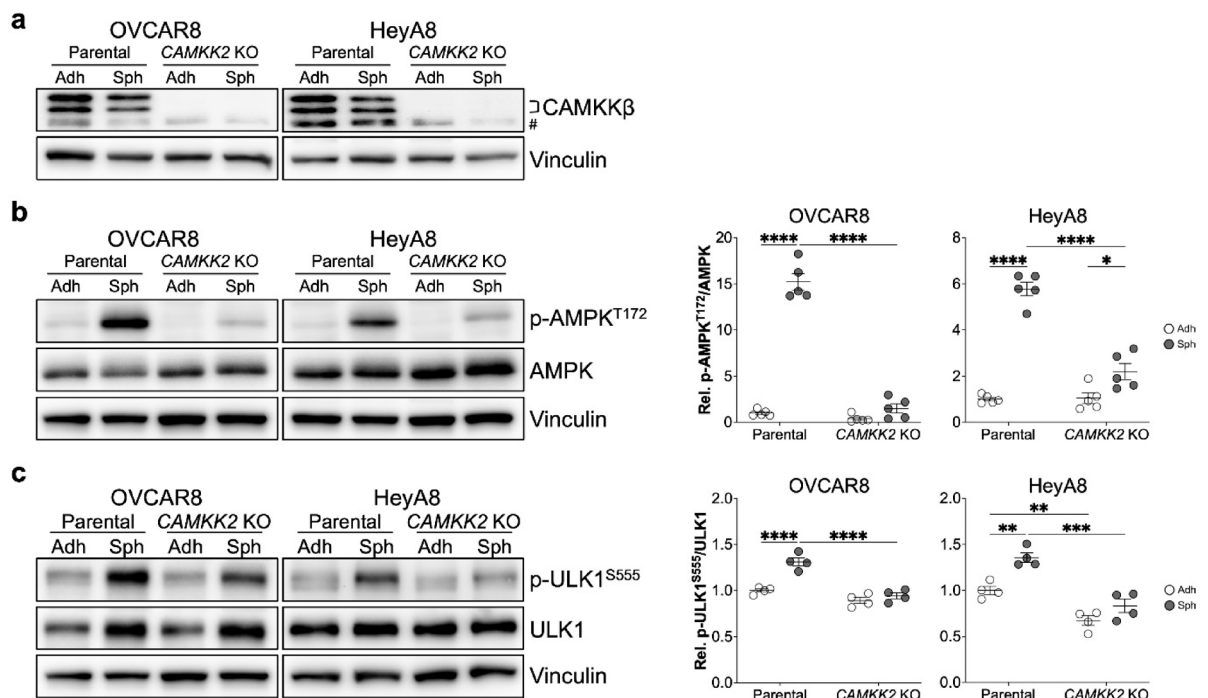 a
OVCAR8 HeyA8
Parental CAMKK2 KO Parental CAMKK2 KO
Adh Sph Adh Sph Adh Sph Adh Sph
CAMKKβ
#
Vinculin
b
OVCAR8 HeyA8
Parental CAMKK2 KO Parental CAMKK2 KO
Adh Sph Adh Sph Adh Sph Adh Sph
p-AMPKT172
AMPK
Vinculin
OVCAR8 HeyA8
Rel. p-AMPKT172/AMPK
20 8
**** **** **** **** *
15 6
10 4
5 2
0 0
Parental CAMKK2 KO Parental CAMKK2 KO
Adh
Sph
c
OVCAR8 HeyA8
Parental CAMKK2 KO Parental CAMKK2 KO
Adh Sph Adh Sph Adh Sph Adh Sph
p-ULK1S555
ULK1
Vinculin
OVCAR8 HeyA8
Rel. p-ULK1S555/ULK1
2.0 2.0
**
**** **** ** ***
1.5 1.5
1.0 1.0
0.5 0.5
0.0 0.0
Parental CAMKK2 KO Parental CAMKK2 KO
Adh
Sph